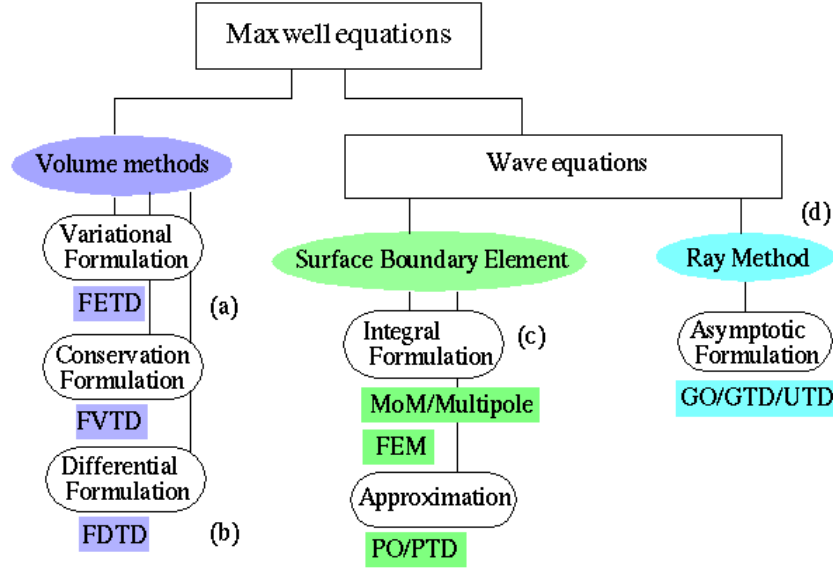 Maxwell equations
Volume methods
Wave equations
Variational
Formulation
FETD
(a)
Conservation
Formulation
FVTD
Differential
Formulation
FDTD
(b)
Surface Boundary Element
Integral
Formulation
(c)
MoM/Multipole
FEM
Approximation
PO/PTD
(d)
Ray Method
Asymptotic
Formulation
GO/GTD/UTD